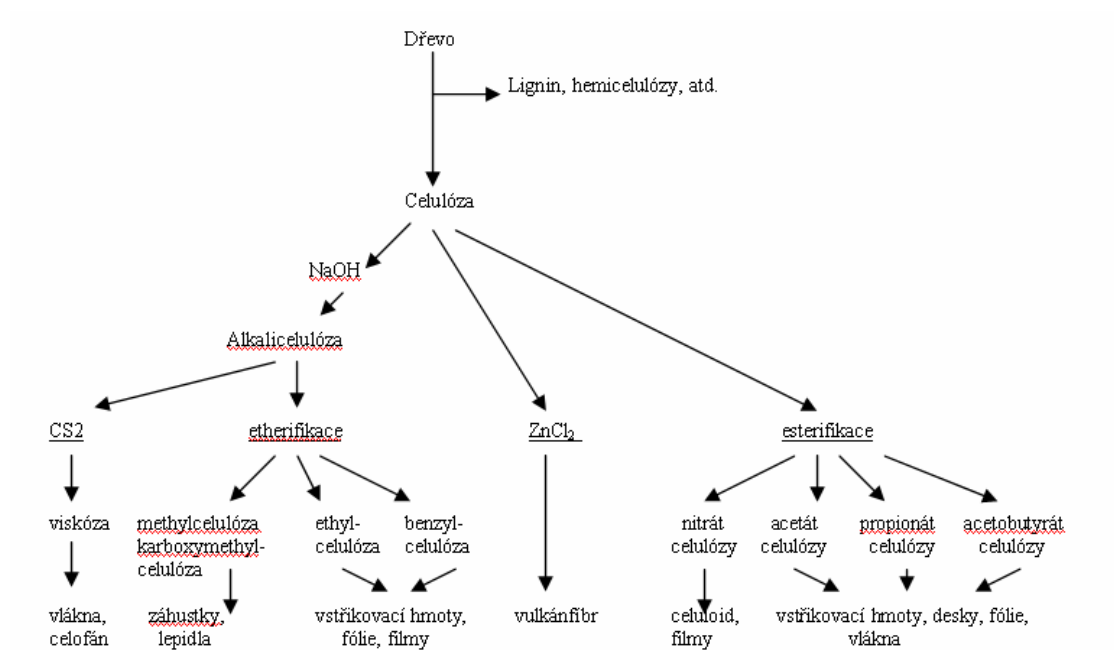 Dřevo
Lignin, hemicelulózy, atd.
Celulóza
NaOH
Alkalicelulóza
CS2
etherifikace
ZnCl₂
esterifikace
viskóza
methylcelulóza
karboxymethyl-
celulóza
ethyl-
celulóza
benzyl-
celulóza
nitrát
celulózy
acetát
celulózy
propionát
celulózy
acetobutyrát
celulózy
vlákna,
celofán
záhustky,
lepidla
vstřikovací hmoty,
fólie, filmy
vulkánfíbr
celuloid,
filmy
vstřikovací hmoty, desky, fólie,
vlákna